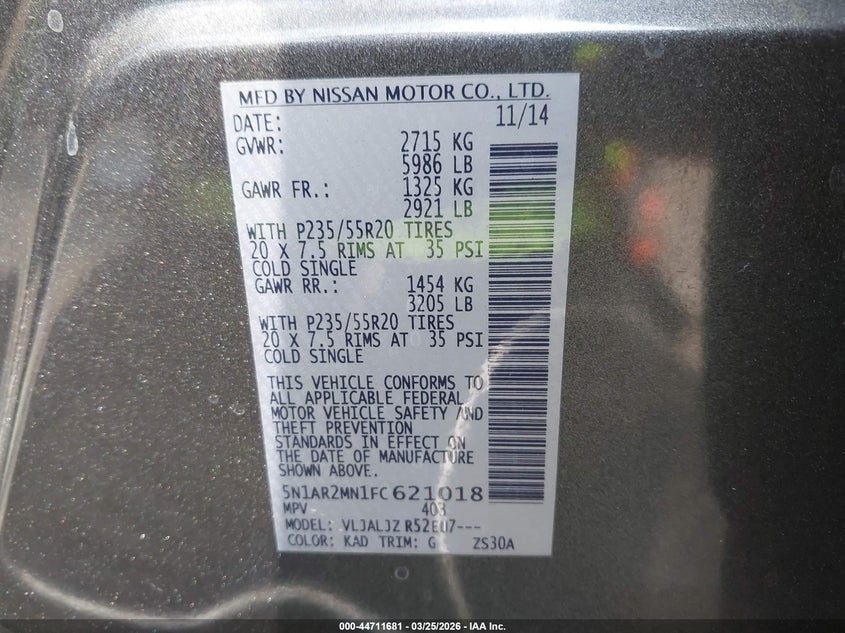 MFD BY NISSAN MOTOR CO., LTD.
DATE: 11/14
GVWR: 2715 KG
5986 LB
GAWR FR.: 1325 KG
2921 LB
WITH P235/55R20 TIRES
20 X 7.5 RIMS AT 35 PSI
COLD SINGLE
GAWR RR.: 1454 KG
3205 LB
WITH P235/55R20 TIRES
20 X 7.5 RIMS AT 35 PSI
COLD SINGLE
THIS VEHICLE CONFORMS TO
ALL APPLICABLE FEDERAL
MOTOR VEHICLE SAFETY AND
THEFT PREVENTION
STANDARDS IN EFFECT ON
THE DATE OF MANUFACTURE
SHOWN ABOVE.
5N1AR2MN1FC621018
MPV 403
MODEL: VLJALJZ R52E07---
COLOR: KAD TRIM: G ZS30A
000-44711681 | 03/25/2026 - IAA Inc.